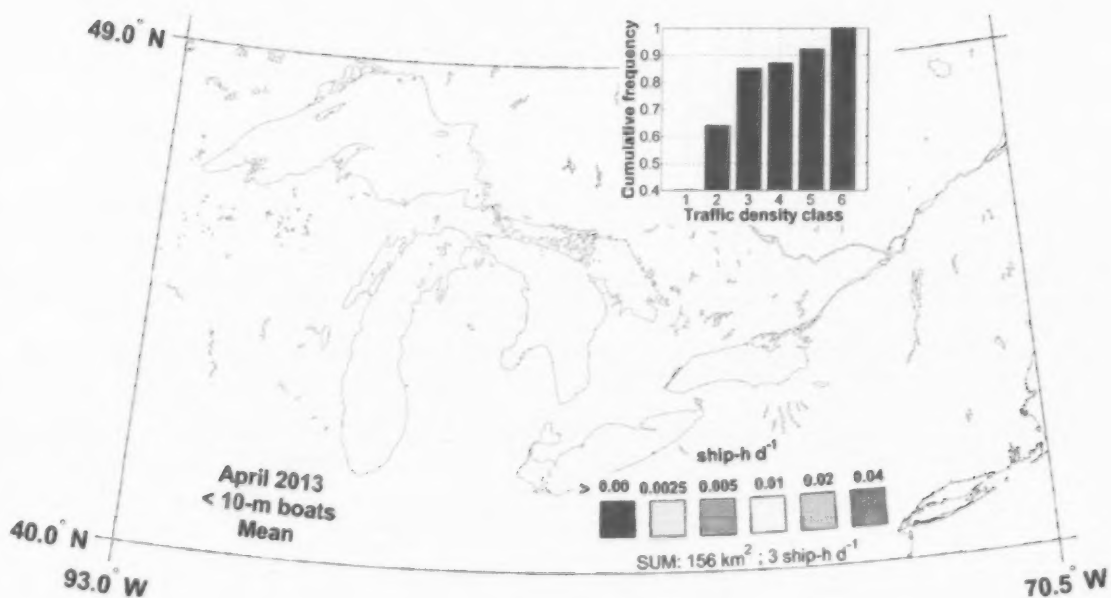 49.0° N
Cumulative frequency
1
0.9
0.8
0.7
0.6
0.5
0.4
1 2 3 4 5 6
Traffic density class
April 2013
< 10-m boats
Mean
ship-h d⁻¹
> 0.00 0.0025 0.005 0.01 0.02 0.04
SUM: 156 km² ; 3 ship-h d⁻¹
40.0° N
93.0° W
70.5° W